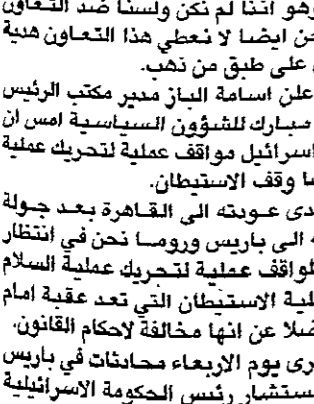 وهو اننا لم نكن ولسنا ضد التعاون
حن ايضا لا نعطي هذا التعاون هدية
على طبق من ذهب.
علن اسامة الباز مدير مكتب الرئيس
مبارك للشؤون السياسية امس ان
اسرائيل مواقف عملية لتحريك عملية
ا وقف الاستيطان.
دى عودته الى القاهرة بعد جولة
ه الى باريس وروما نحن في انتظار
لمواقف عملية لتحريك عملية السلام
لية الاستيطان التي تعد عقبة امام
ضلا عن انها مخالفة لاحكام القانون.
رى يوم الاربعاء محادثات في باريس
ستشار رئيس الحكومة الاسرائيلية